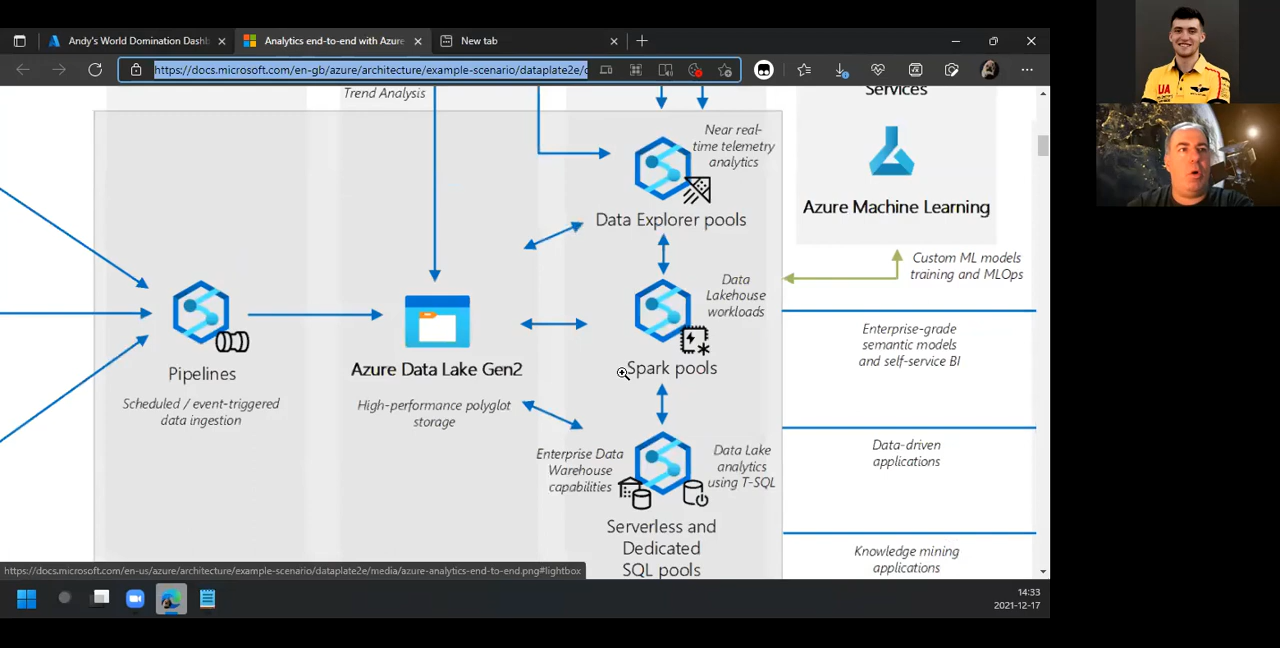 Andy's World Domination Dashb
Analytics end-to-end with Azure
New tab
https://docs.microsoft.com/en-gb/azure/architecture/example-scenario/dataplate2e/d
Trend Analysis
Services
Near real-
time telemetry
analytics
Data Explorer pools
Azure Machine Learning
Custom ML models
training and MLOps
Data
Lakehouse
workloads
Spark pools
Pipelines
Scheduled / event-triggered
data ingestion
Azure Data Lake Gen2
High-performance polyglot
storage
Enterprise-grade
semantic models
and self-service BI
Enterprise Data
Warehouse
capabilities
Data Lake
analytics
using T-SQL
Serverless and
Dedicated
SQL pools
Data-driven
applications
Knowledge mining
applications
https://docs.microsoft.com/en-us/azure/architecture/example-scenario/dataplate2e/media/azure-analytics-end-to-end.png#lightbox
14:33
2021-12-17
UA